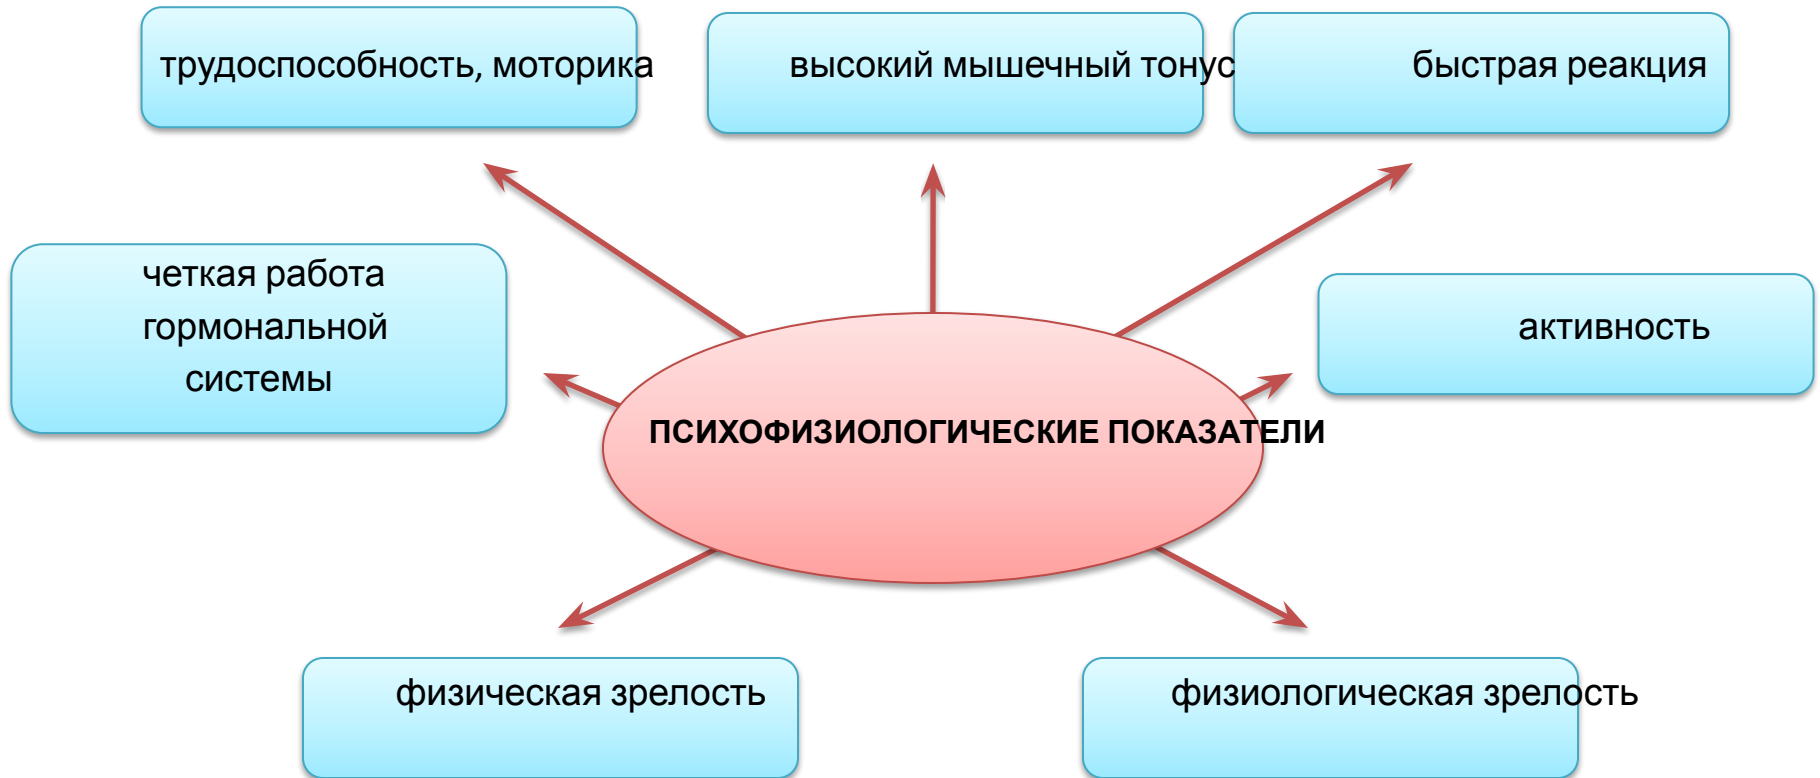 трудоспособность, моторика
высокий мышечный тонус
быстрая реакция
четкая работа
гормональной
системы
активность
ПСИХОФИЗИОЛОГИЧЕСКИЕ ПОКАЗАТЕЛИ
физическая зрелость
физиологическая зрелость